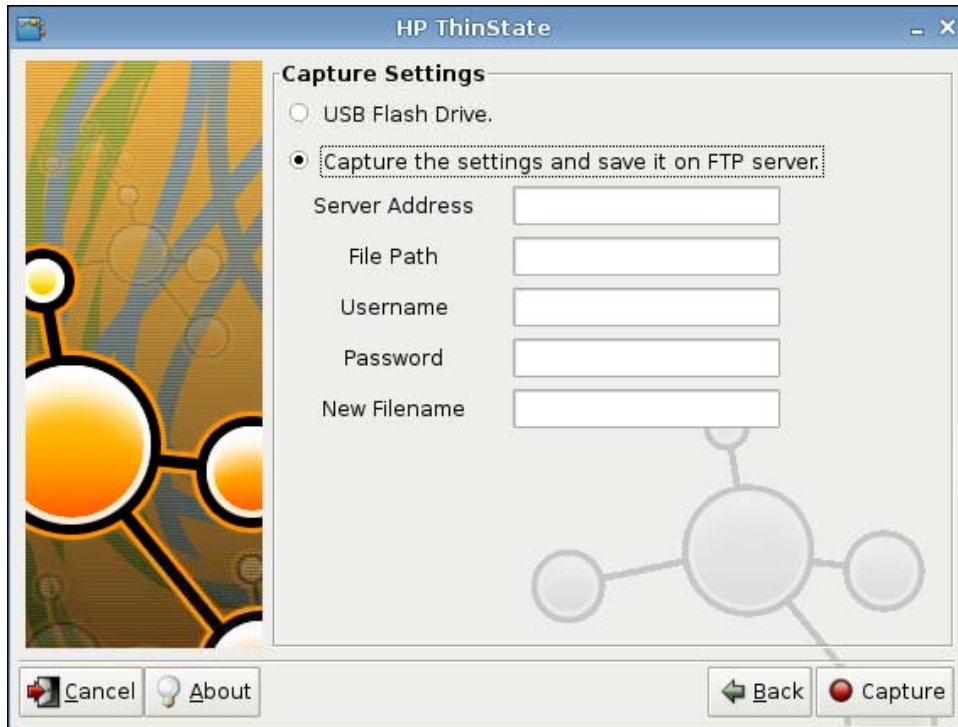 HP ThinState
Capture Settings
USB Flash Drive.
Capture the settings and save it on FTP server.
Server Address
File Path
Username
Password
New Filename
Cancel
About
Back
Capture